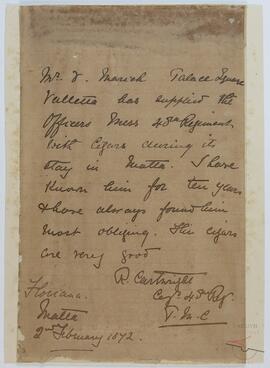 Mr. V. Marich Palace Square
Valletta has supplied the
Officers Mess 43rd Regiment
with Cigars during its
stay in Malta. I have
known him for ten years
& have always found him
most obliging. His cigars
are very good
R. Cartwright
Capt. 43rd Reg.
P.M.C
Floriana.
Malta
2nd February 1872.